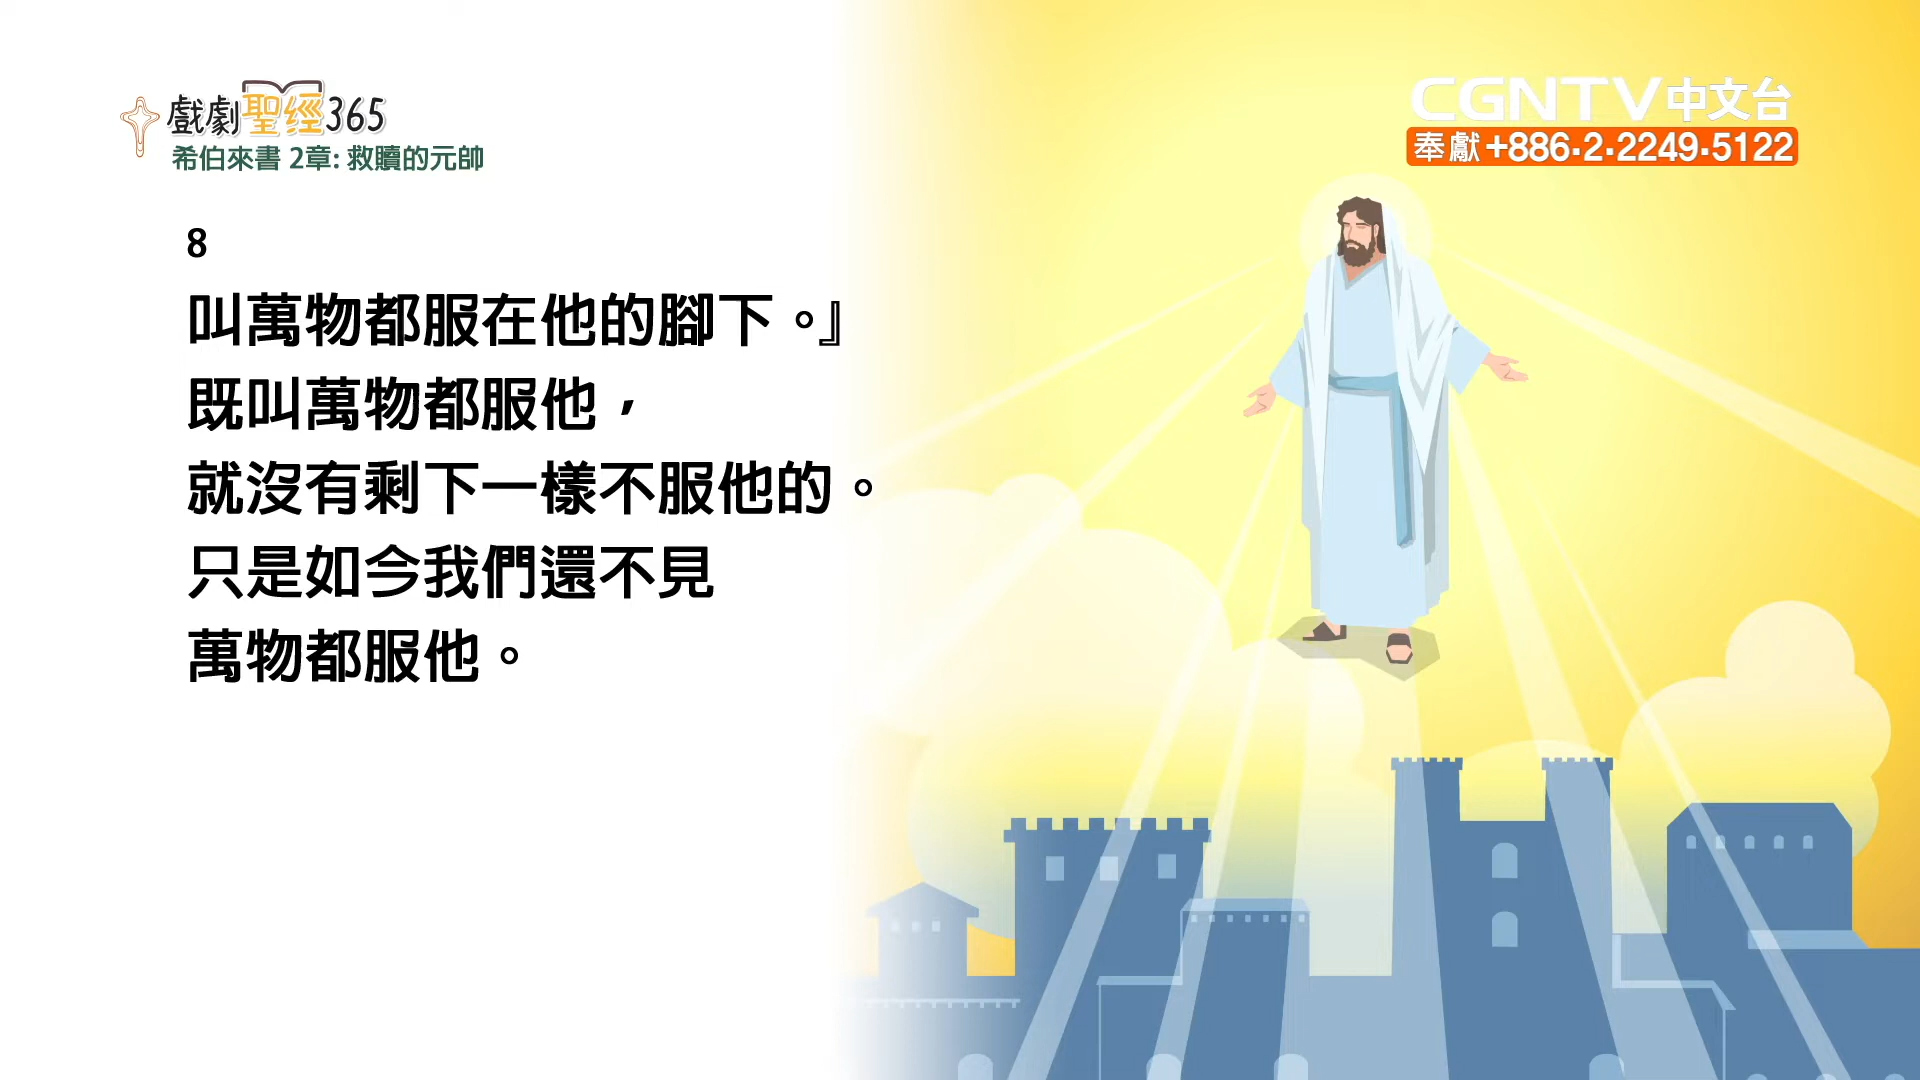 戲劇聖經365
希伯來書 2章: 救贖的元帥
CGNTV中文台
奉獻 +886·2·2249·5122
8
叫萬物都服在他的腳下。』
既叫萬物都服他，
就沒有剩下一樣不服他的。
只是如今我們還不見
萬物都服他。